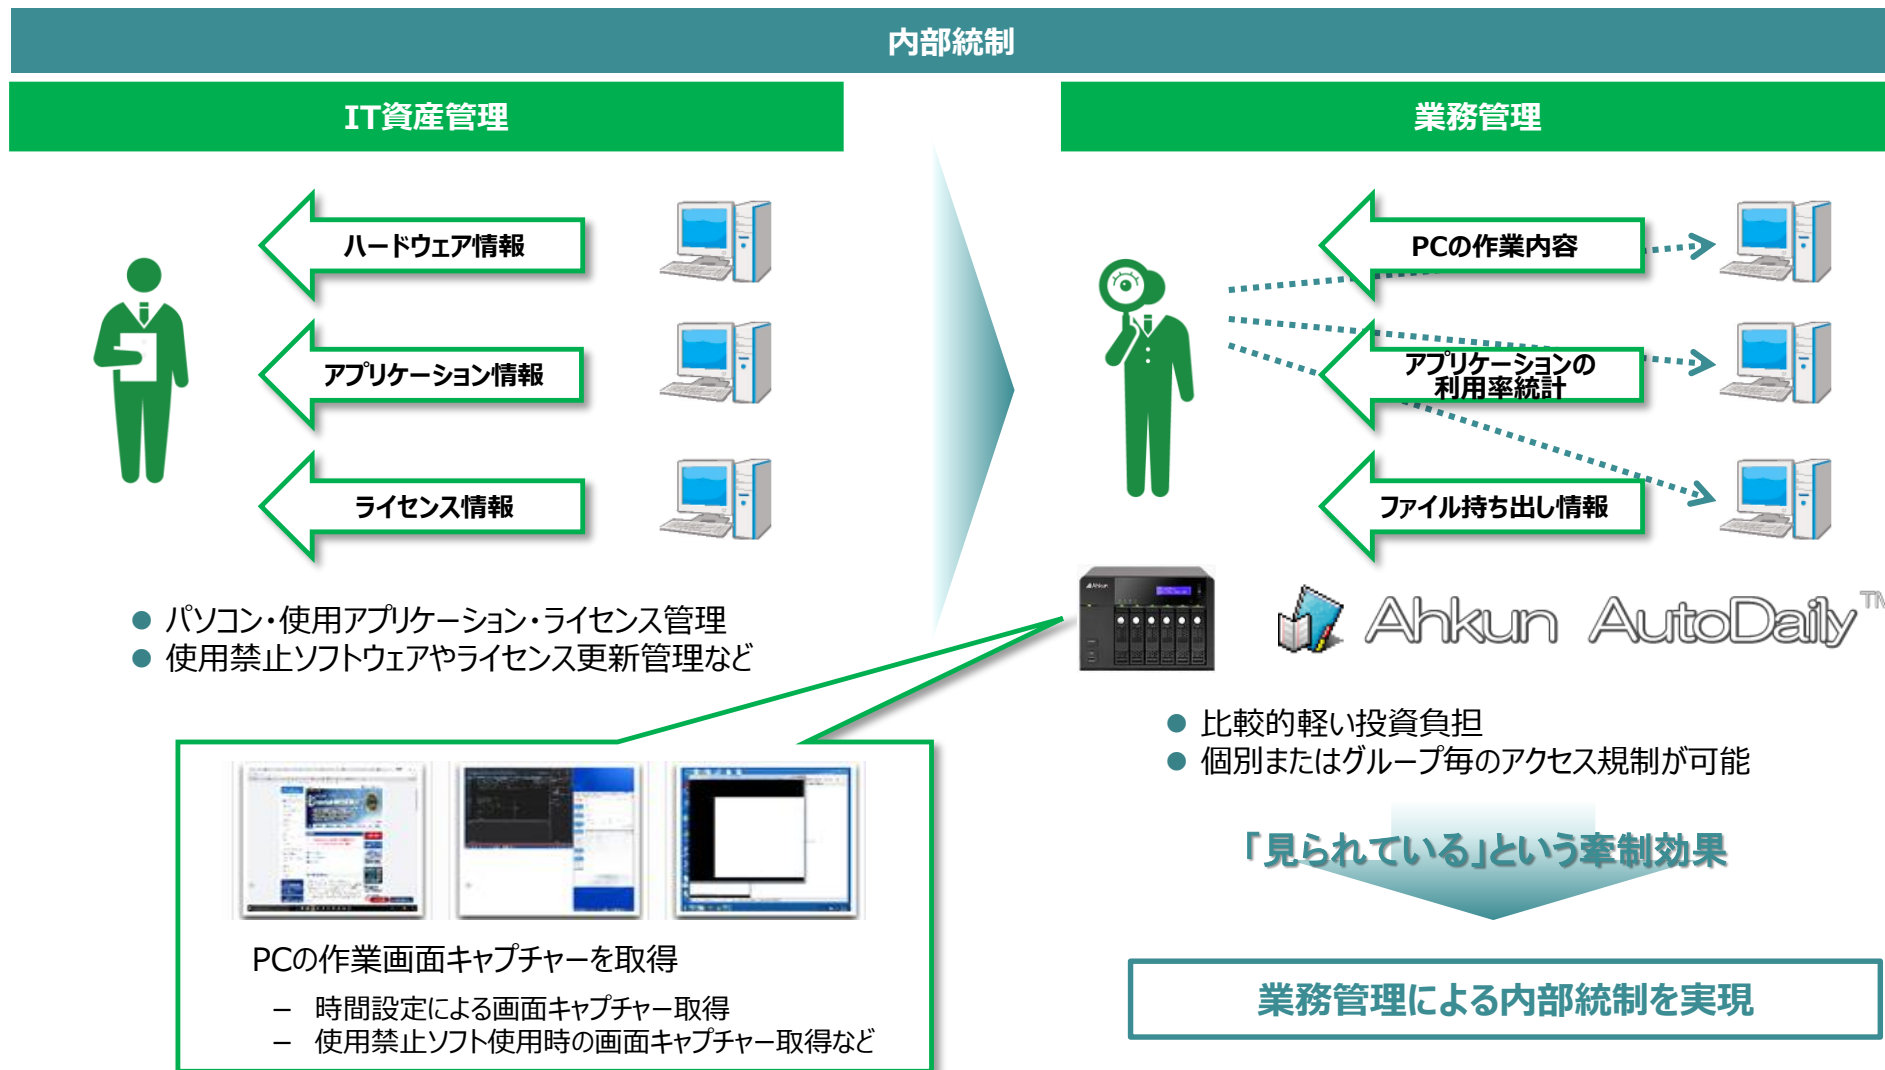 内部統制
IT資産管理
ハードウェア情報
アプリケーション情報
ライセンス情報
● パソコン・使用アプリケーション・ライセンス管理
● 使用禁止ソフトウェアやライセンス更新管理など
PCの作業画面キャプチャーを取得
－ 時間設定による画面キャプチャー取得
－ 使用禁止ソフト使用時の画面キャプチャー取得など
業務管理
PCの作業内容
アプリケーションの
利用率統計
ファイル持ち出し情報
Ahkun
Ahkun AutoDaily™
● 比較的軽い投資負担
● 個別またはグループ毎のアクセス規制が可能
「見られている」という牽制効果
業務管理による内部統制を実現